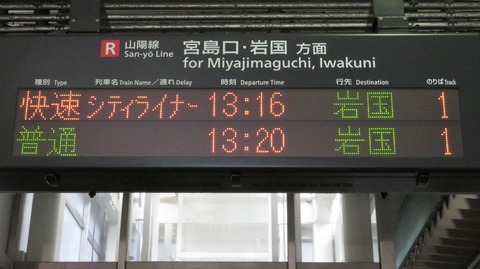 R 山陽線 San-yō Line 宮島口・岩国 方面
for Miyajimaguchi, Iwakuni
種別 Type 列車名/Train Name/遅れ Delay 時刻 Departure Time 行先 Destination のりば Track
快速 シティライナー 13:16 岩国 1
普通 13:20 岩国 1